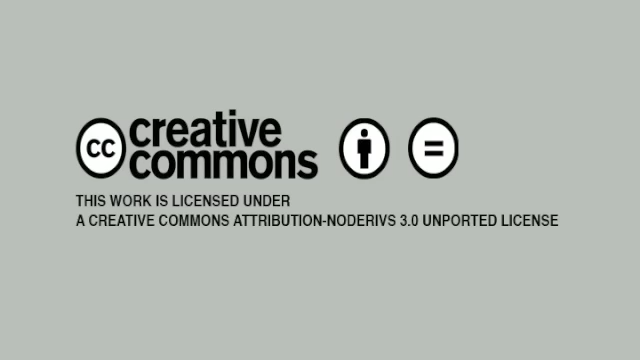 cc creative
commons
THIS WORK IS LICENSED UNDER
A CREATIVE COMMONS ATTRIBUTION-NODERIVS 3.0 UNPORTED LICENSE